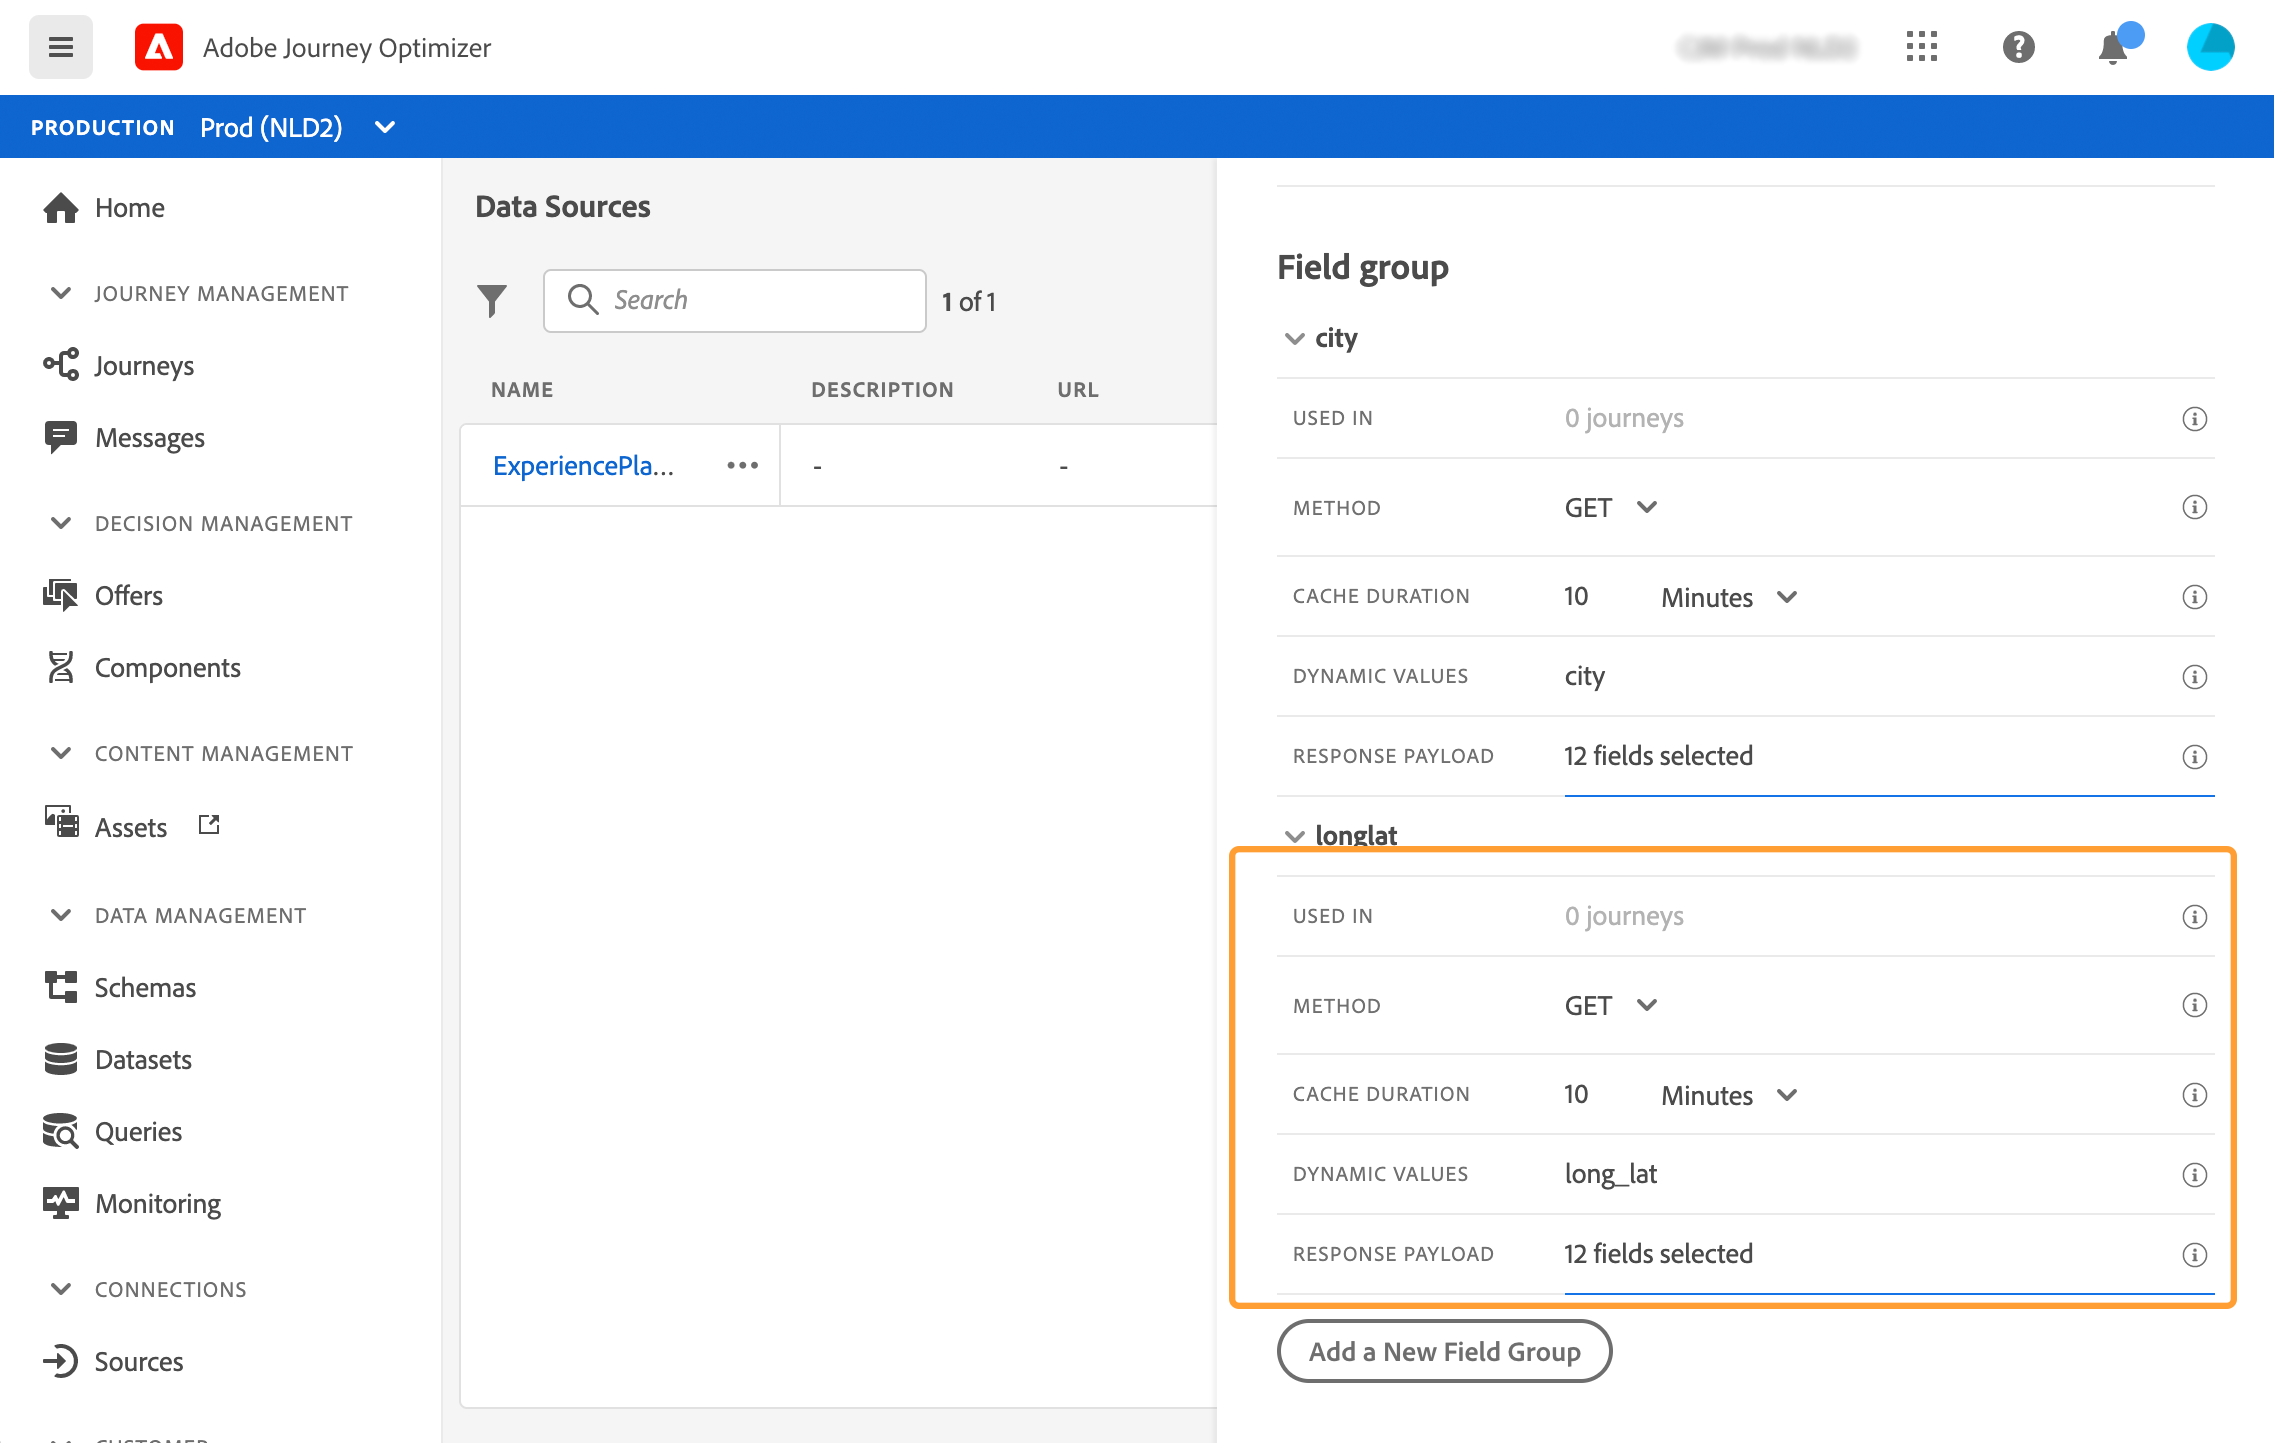 Adobe Journey Optimizer
PRODUCTION Prod (NLD2)
Home
JOURNEY MANAGEMENT
Journeys
Messages
DECISION MANAGEMENT
Offers
Components
CONTENT MANAGEMENT
Assets
DATA MANAGEMENT
Schemas
Datasets
Queries
Monitoring
CONNECTIONS
Sources
Data Sources
Search
1 of 1
NAME DESCRIPTION URL
ExperiencePla... - -
Field group
city
USED IN 0 journeys
METHOD GET
CACHE DURATION 10 Minutes
DYNAMIC VALUES city
RESPONSE PAYLOAD 12 fields selected
longlat
USED IN 0 journeys
METHOD GET
CACHE DURATION 10 Minutes
DYNAMIC VALUES long_lat
RESPONSE PAYLOAD 12 fields selected
Add a New Field Group